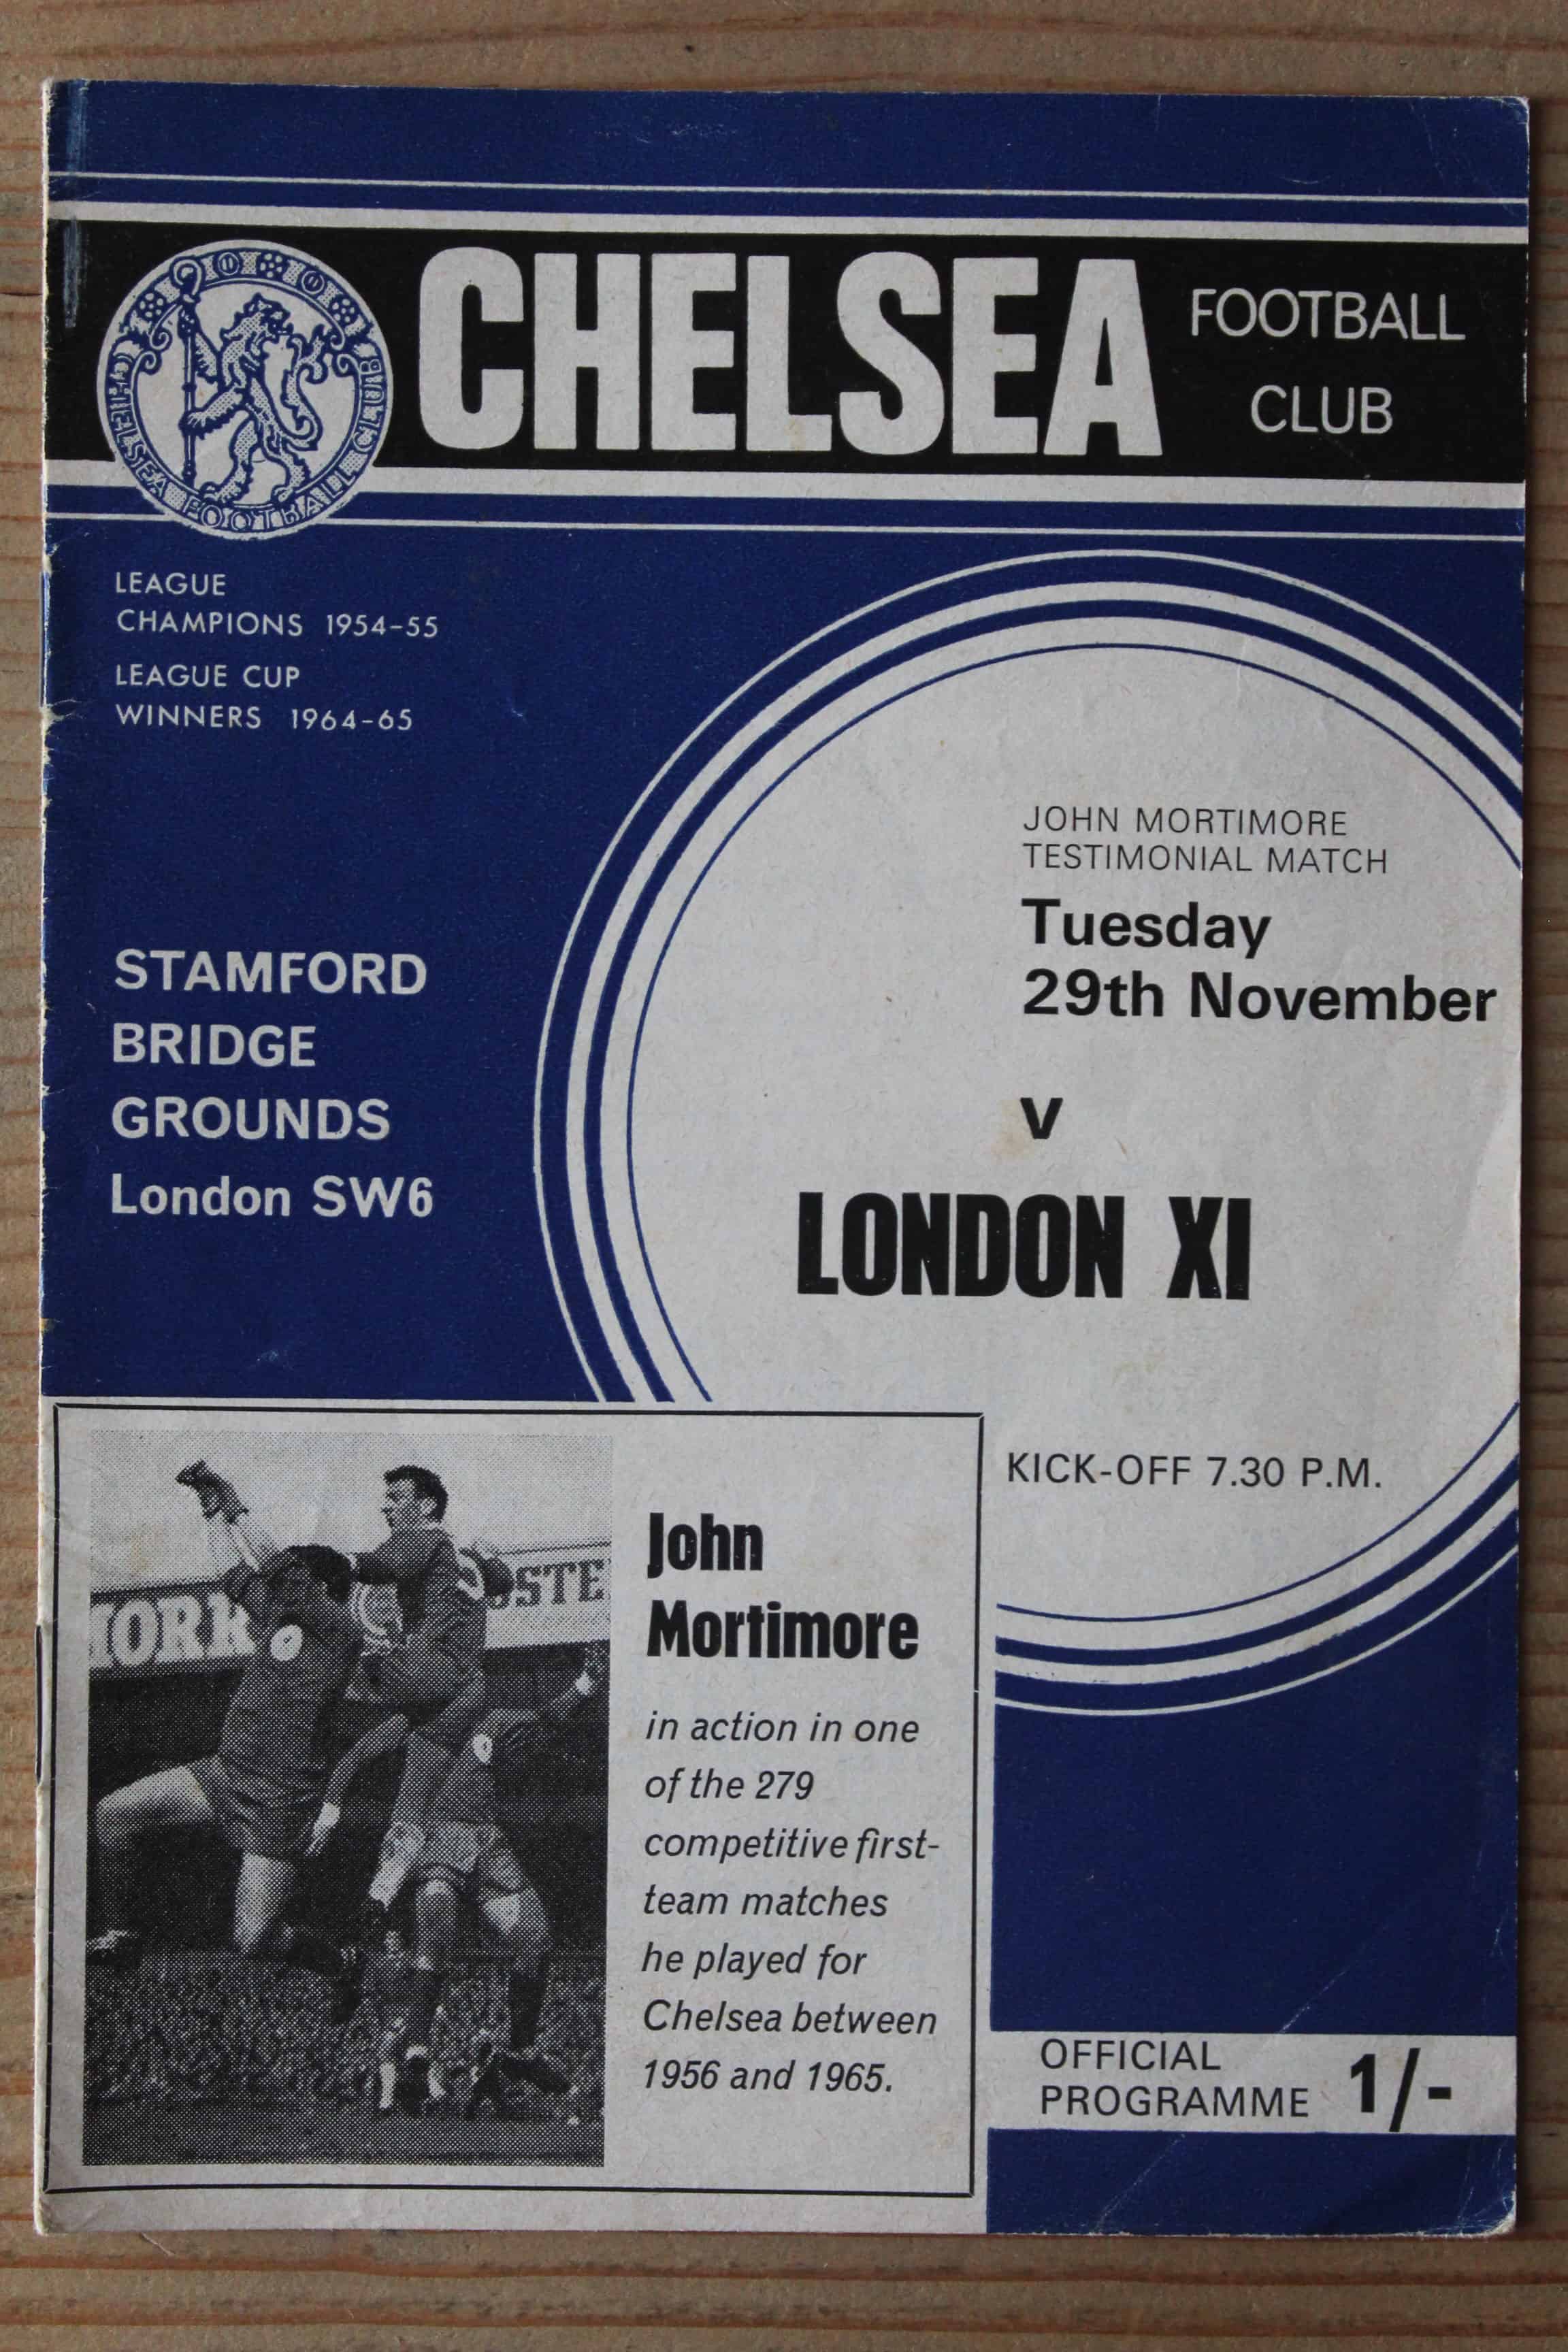 CHELSEA
FOOTBALL
CLUB
CHELSEA FOOTBALL CLUB
LEAGUE
CHAMPIONS 1954-55
LEAGUE CUP
WINNERS 1964-65
JOHN MORTIMORE
TESTIMONIAL MATCH
Tuesday
29th November
v
LONDON XI
STAMFORD
BRIDGE
GROUNDS
London SW6
KICK-OFF 7.30 P.M.
John
Mortimore
in action in one
of the 279
competitive first-
team matches
he played for
Chelsea between
1956 and 1965.
OFFICIAL
PROGRAMME 1/-